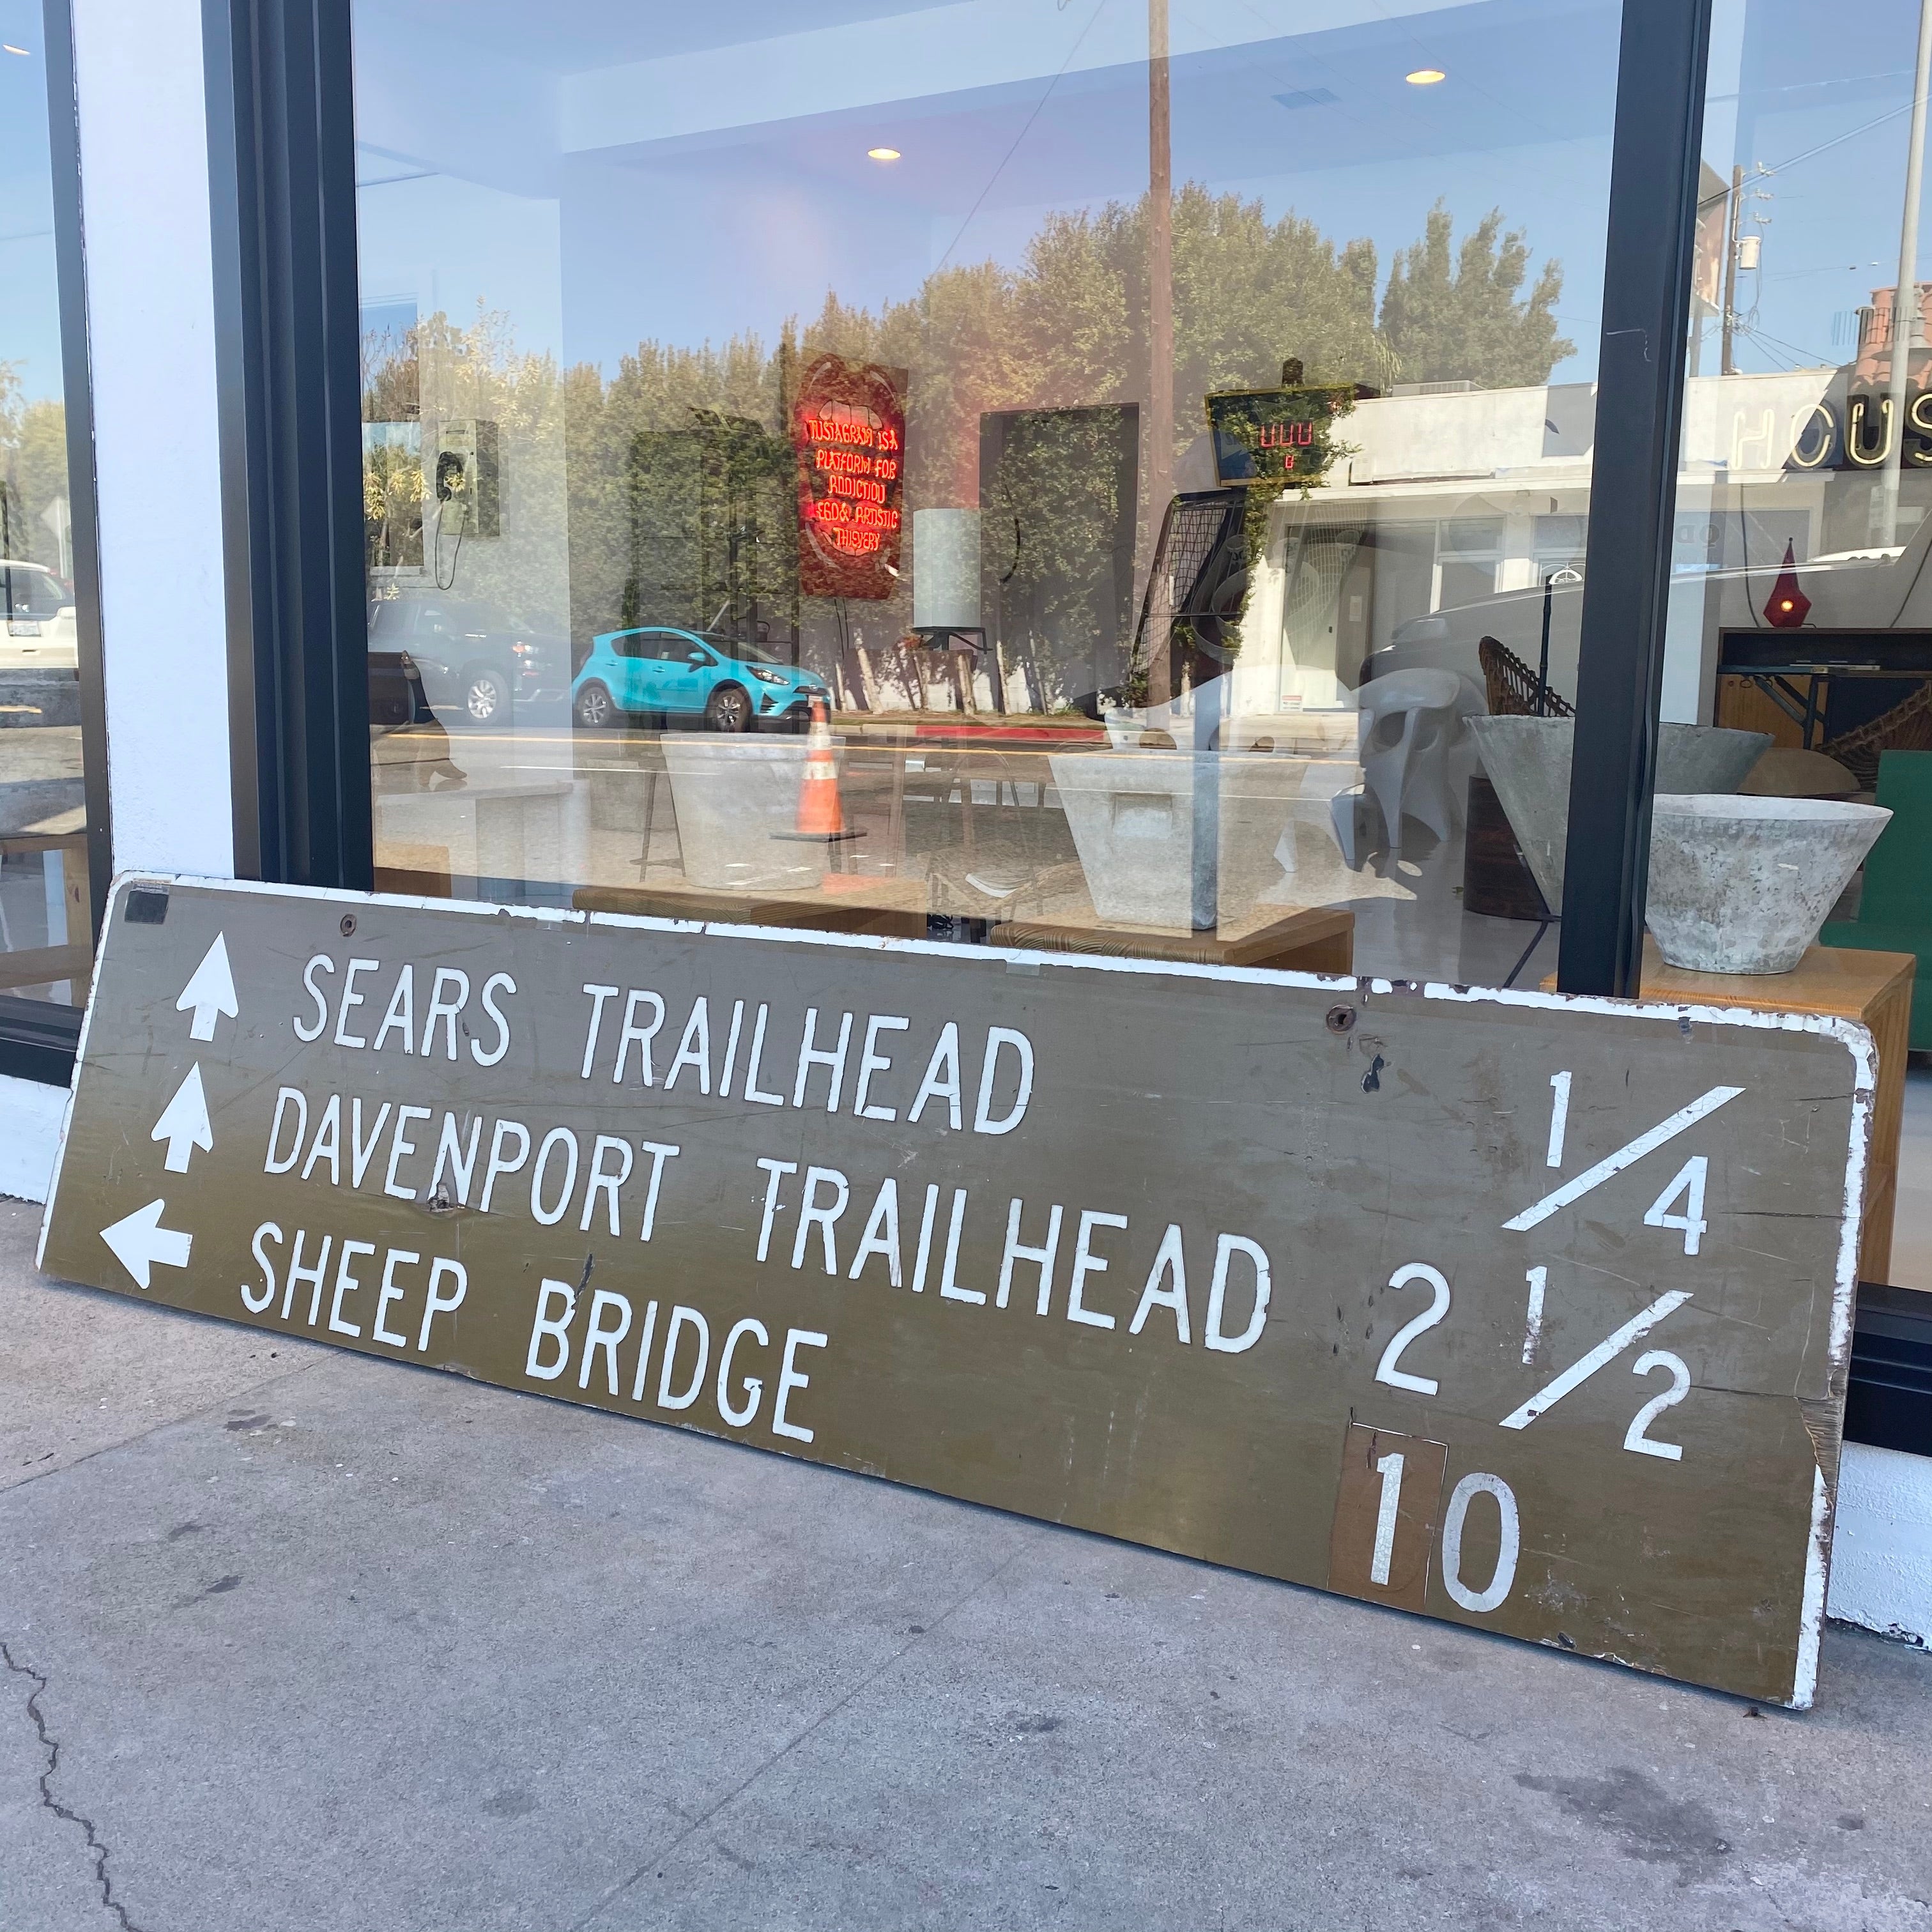 INSTAGRAM IS A
PLATFORM FOR
ADDICTION
EGO & ARTISTIC
THIEVERY
HOUS
SEARS TRAILHEAD 1/4
DAVENPORT TRAILHEAD 2 1/2
SHEEP BRIDGE 10